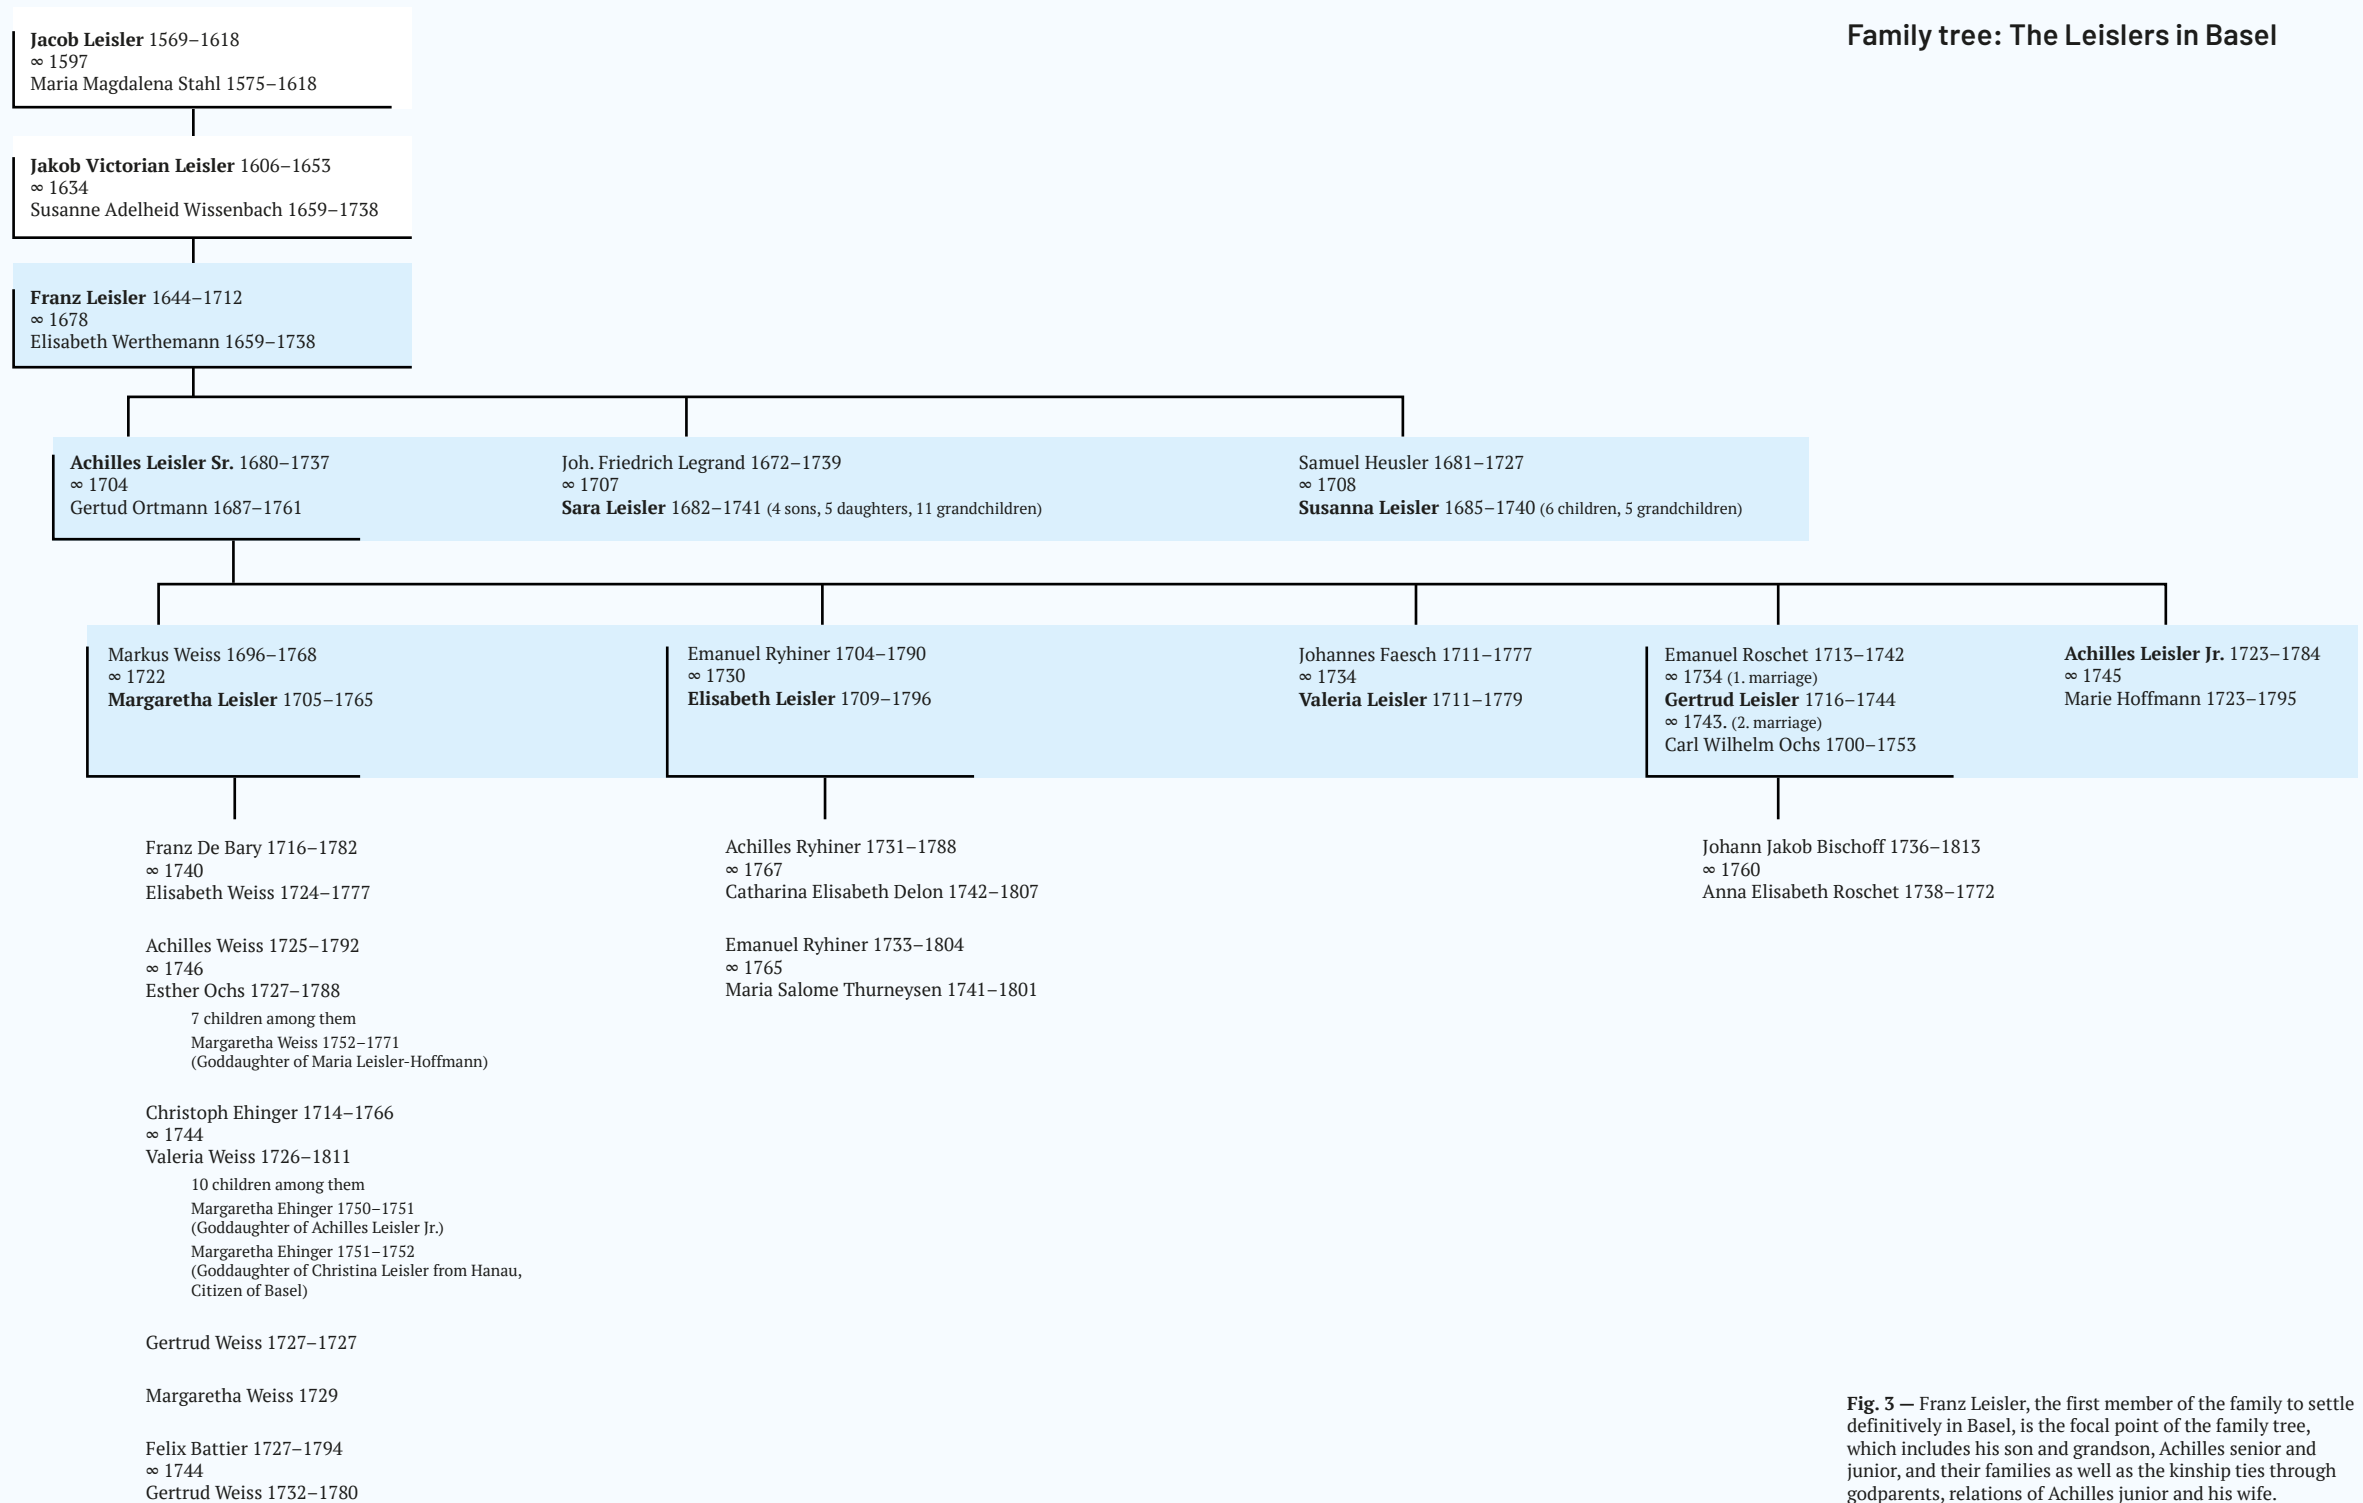 Family tree: The Leislers in Basel
Jacob Leisler 1569–1618
∞ 1597
Maria Magdalena Stahl 1575–1618
Jakob Victorian Leisler 1606–1653
∞ 1634
Susanne Adelheid Wissenbach 1659–1738
Franz Leisler 1644–1712
∞ 1678
Elisabeth Werthemann 1659–1738
Achilles Leisler Sr. 1680–1737
∞ 1704
Gertud Ortmann 1687–1761
Joh. Friedrich Legrand 1672–1739
∞ 1707
Sara Leisler 1682–1741 (4 sons, 5 daughters, 11 grandchildren)
Samuel Heusler 1681–1727
∞ 1708
Susanna Leisler 1685–1740 (6 children, 5 grandchildren)
Markus Weiss 1696–1768
∞ 1722
Margaretha Leisler 1705–1765
Emanuel Ryhiner 1704–1790
∞ 1730
Elisabeth Leisler 1709–1796
Johannes Faesch 1711–1777
∞ 1734
Valeria Leisler 1711–1779
Emanuel Roschet 1713–1742
∞ 1734 (1. marriage)
Gertrud Leisler 1716–1744
∞ 1743. (2. marriage)
Carl Wilhelm Ochs 1700–1753
Achilles Leisler Jr. 1723–1784
∞ 1745
Marie Hoffmann 1723–1795
Franz De Bary 1716–1782
∞ 1740
Elisabeth Weiss 1724–1777
Achilles Weiss 1725–1792
∞ 1746
Esther Ochs 1727–1788
7 children among them
Margaretha Weiss 1752–1771
(Goddaughter of Maria Leisler-Hoffmann)
Christoph Ehinger 1714–1766
∞ 1744
Valeria Weiss 1726–1811
10 children among them
Margaretha Ehinger 1750–1751
(Goddaughter of Achilles Leisler Jr.)
Margaretha Ehinger 1751–1752
(Goddaughter of Christina Leisler from Hanau,
Citizen of Basel)
Gertrud Weiss 1727–1727
Margaretha Weiss 1729
Felix Battier 1727–1794
∞ 1744
Gertrud Weiss 1732–1780
Achilles Ryhiner 1731–1788
∞ 1767
Catharina Elisabeth Delon 1742–1807
Emanuel Ryhiner 1733–1804
∞ 1765
Maria Salome Thurneysen 1741–1801
Johann Jakob Bischoff 1736–1813
∞ 1760
Anna Elisabeth Roschet 1738–1772
Fig. 3 — Franz Leisler, the first member of the family to settle
definitively in Basel, is the focal point of the family tree,
which includes his son and grandson, Achilles senior and
junior, and their families as well as the kinship ties through
godparents, relations of Achilles junior and his wife.